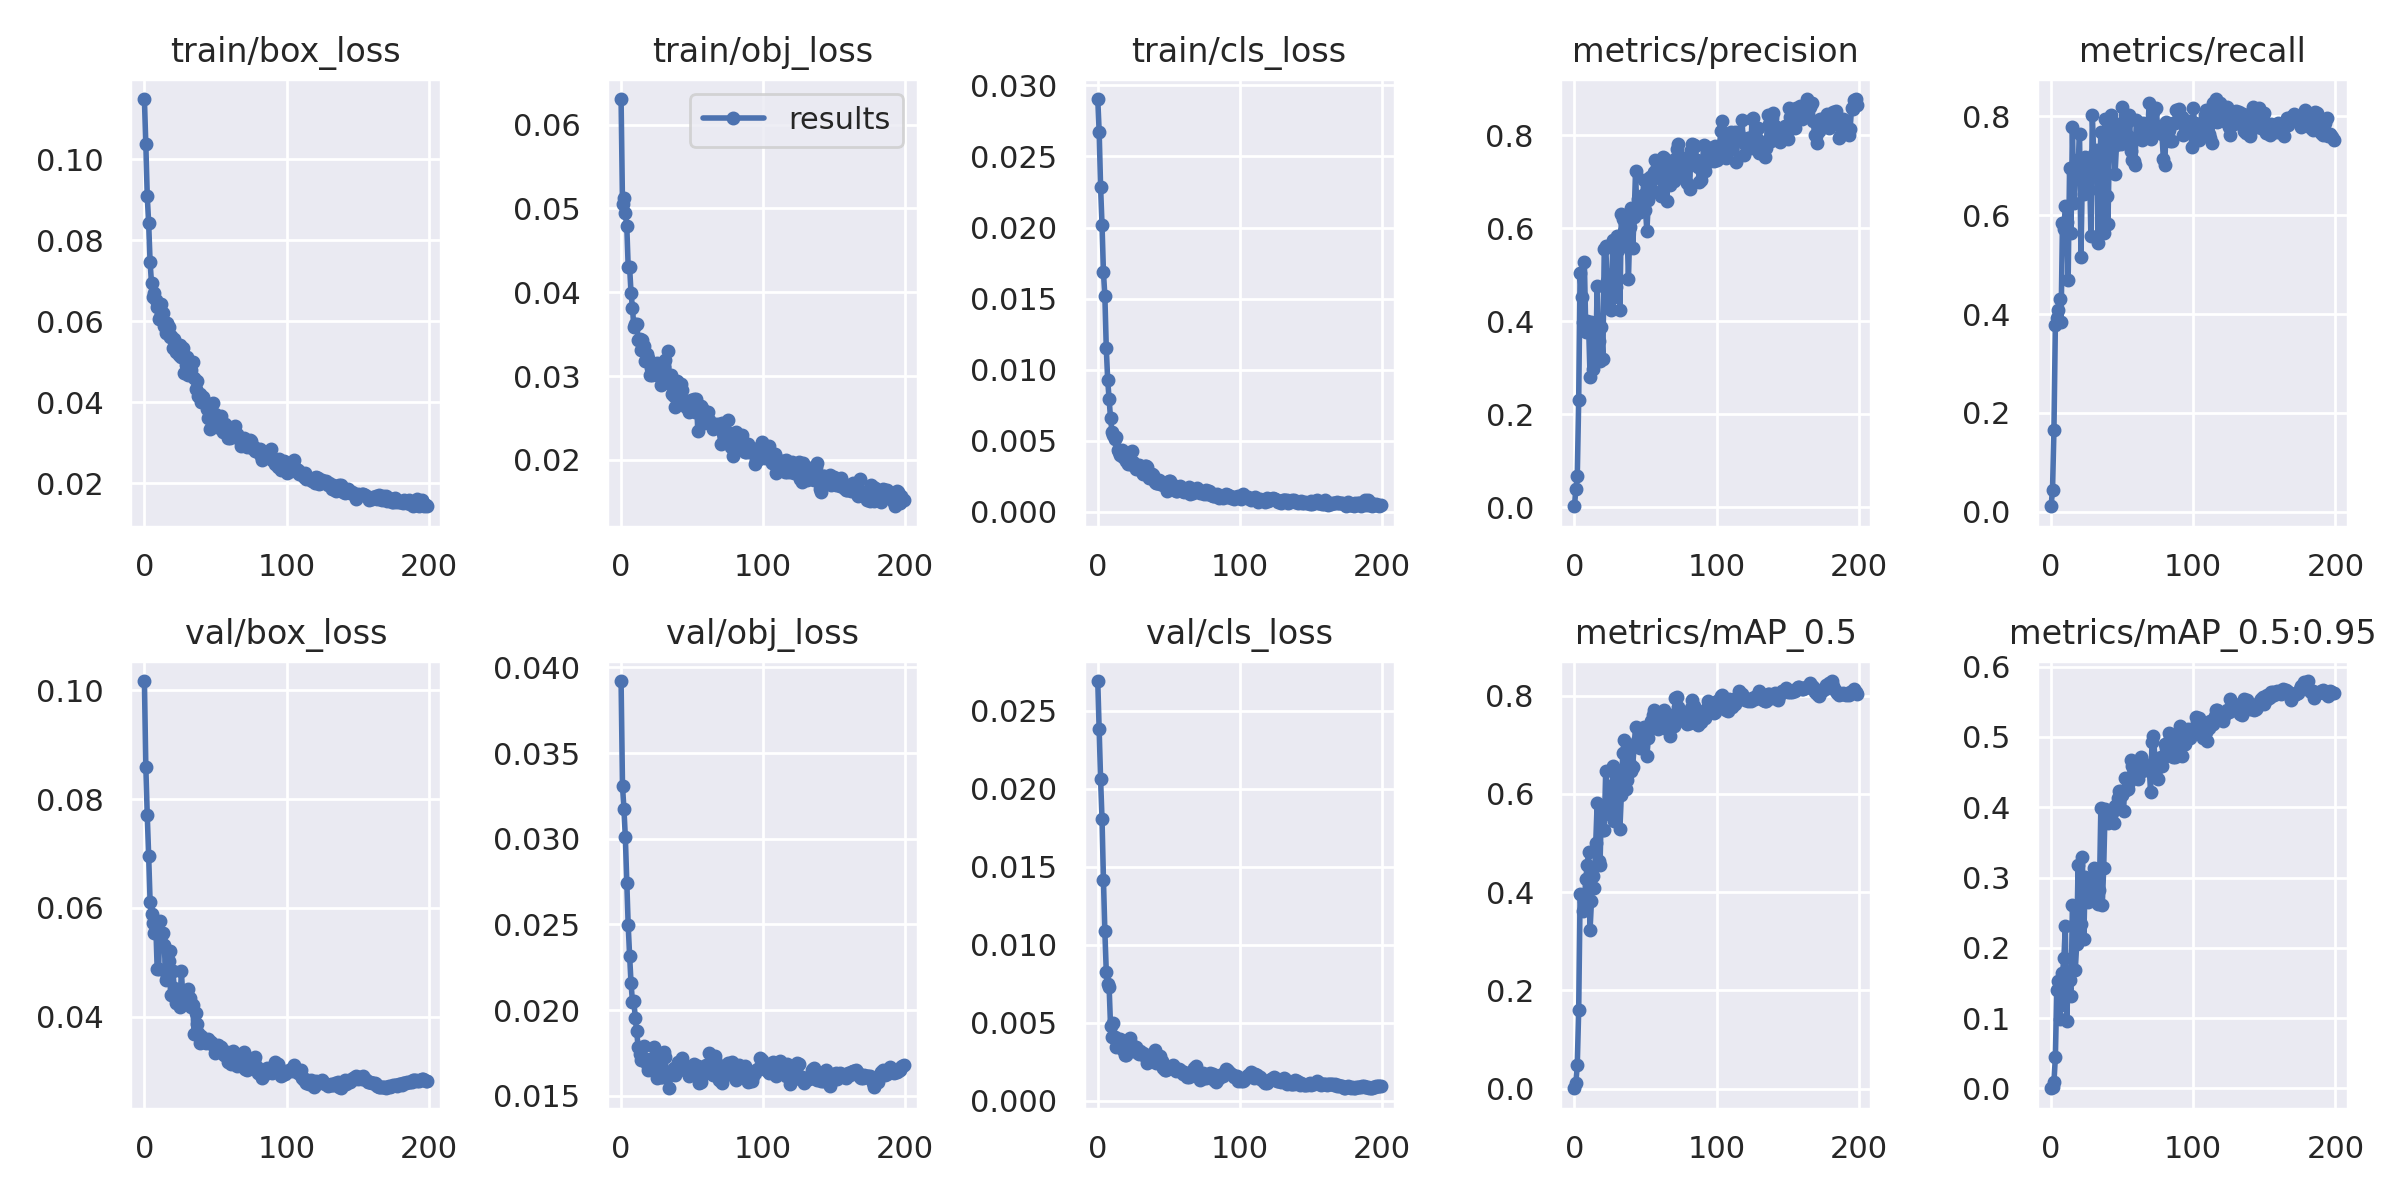 train/box_loss
train/obj_loss
train/cls_loss
metrics/precision
metrics/recall
0.10
0.08
0.06
0.04
0.02
0 100 200
results
0.06
0.05
0.04
0.03
0.02
0 100 200
0.030
0.025
0.020
0.015
0.010
0.005
0.000
0 100 200
0.8
0.6
0.4
0.2
0.0
0 100 200
0.8
0.6
0.4
0.2
0.0
0 100 200
val/box_loss
val/obj_loss
val/cls_loss
metrics/mAP_0.5
metrics/mAP_0.5:0.95
0.10
0.08
0.06
0.04
0 100 200
0.040
0.035
0.030
0.025
0.020
0.015
0 100 200
0.025
0.020
0.015
0.010
0.005
0.000
0 100 200
0.8
0.6
0.4
0.2
0.0
0 100 200
0.6
0.5
0.4
0.3
0.2
0.1
0.0
0 100 200